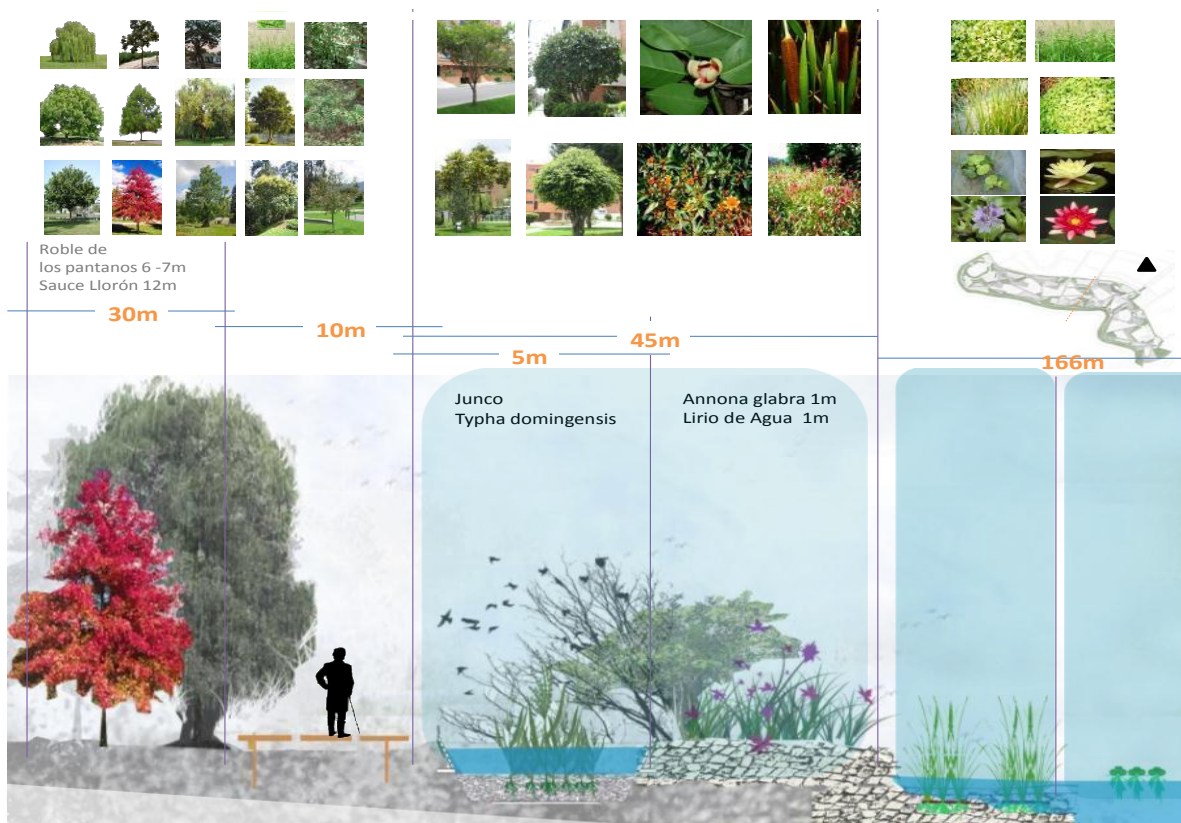 Roble de
los pantanos 6 -7m
Sauce Llorón 12m
30m
10m
45m
5m
166m
Junco
Typha domingensis
Annona glabra 1m
Lirio de Agua 1m